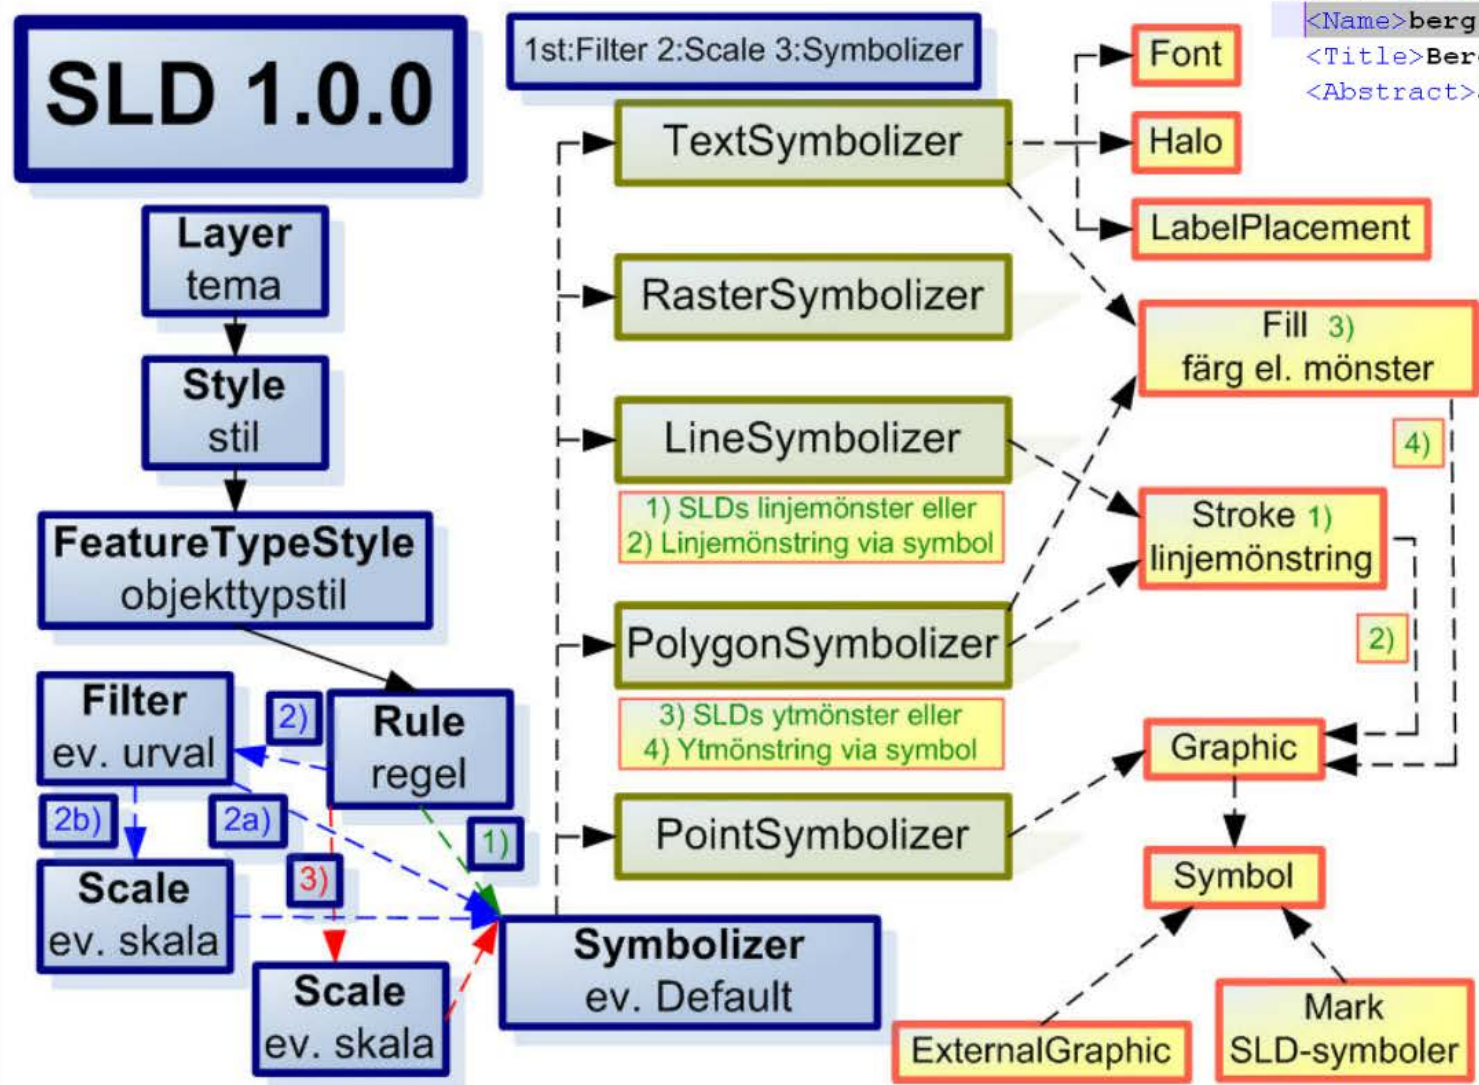 SLD 1.0.0
1st:Filter 2:Scale 3:Symbolizer
<Name>berg
<Title>Ber
<Abstract>
Layer
tema
Style
stil
FeatureTypeStyle
objekttypstil
Filter
ev. urval
2)
Rule
regel
2b)
2a)
1)
3)
Scale
ev. skala
Scale
ev. skala
Symbolizer
ev. Default
TextSymbolizer
RasterSymbolizer
LineSymbolizer
1) SLDs linjemönster eller
2) Linjemönstring via symbol
PolygonSymbolizer
3) SLDs ytmönster eller
4) Ytmönstring via symbol
PointSymbolizer
Font
Halo
LabelPlacement
Fill 3)
färg el. mönster
4)
Stroke 1)
linjemönstring
2)
Graphic
Symbol
ExternalGraphic
Mark
SLD-symboler